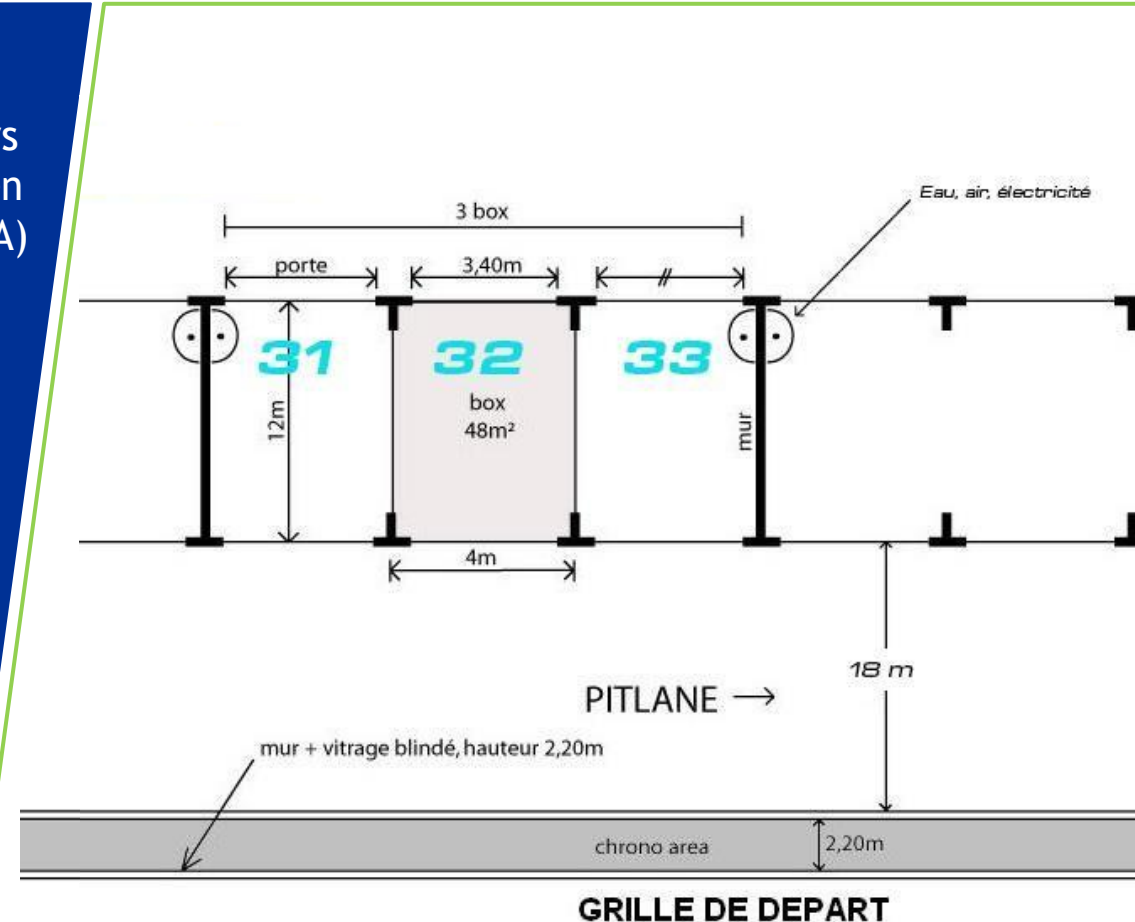 A)
3 box
Eau, air, électricité
porte
3,40m
//
31
32
33
box
48m²
12m
mur
4m
18 m
PITLANE →
mur + vitrage blindé, hauteur 2,20m
chrono area
2,20m
GRILLE DE DEPART